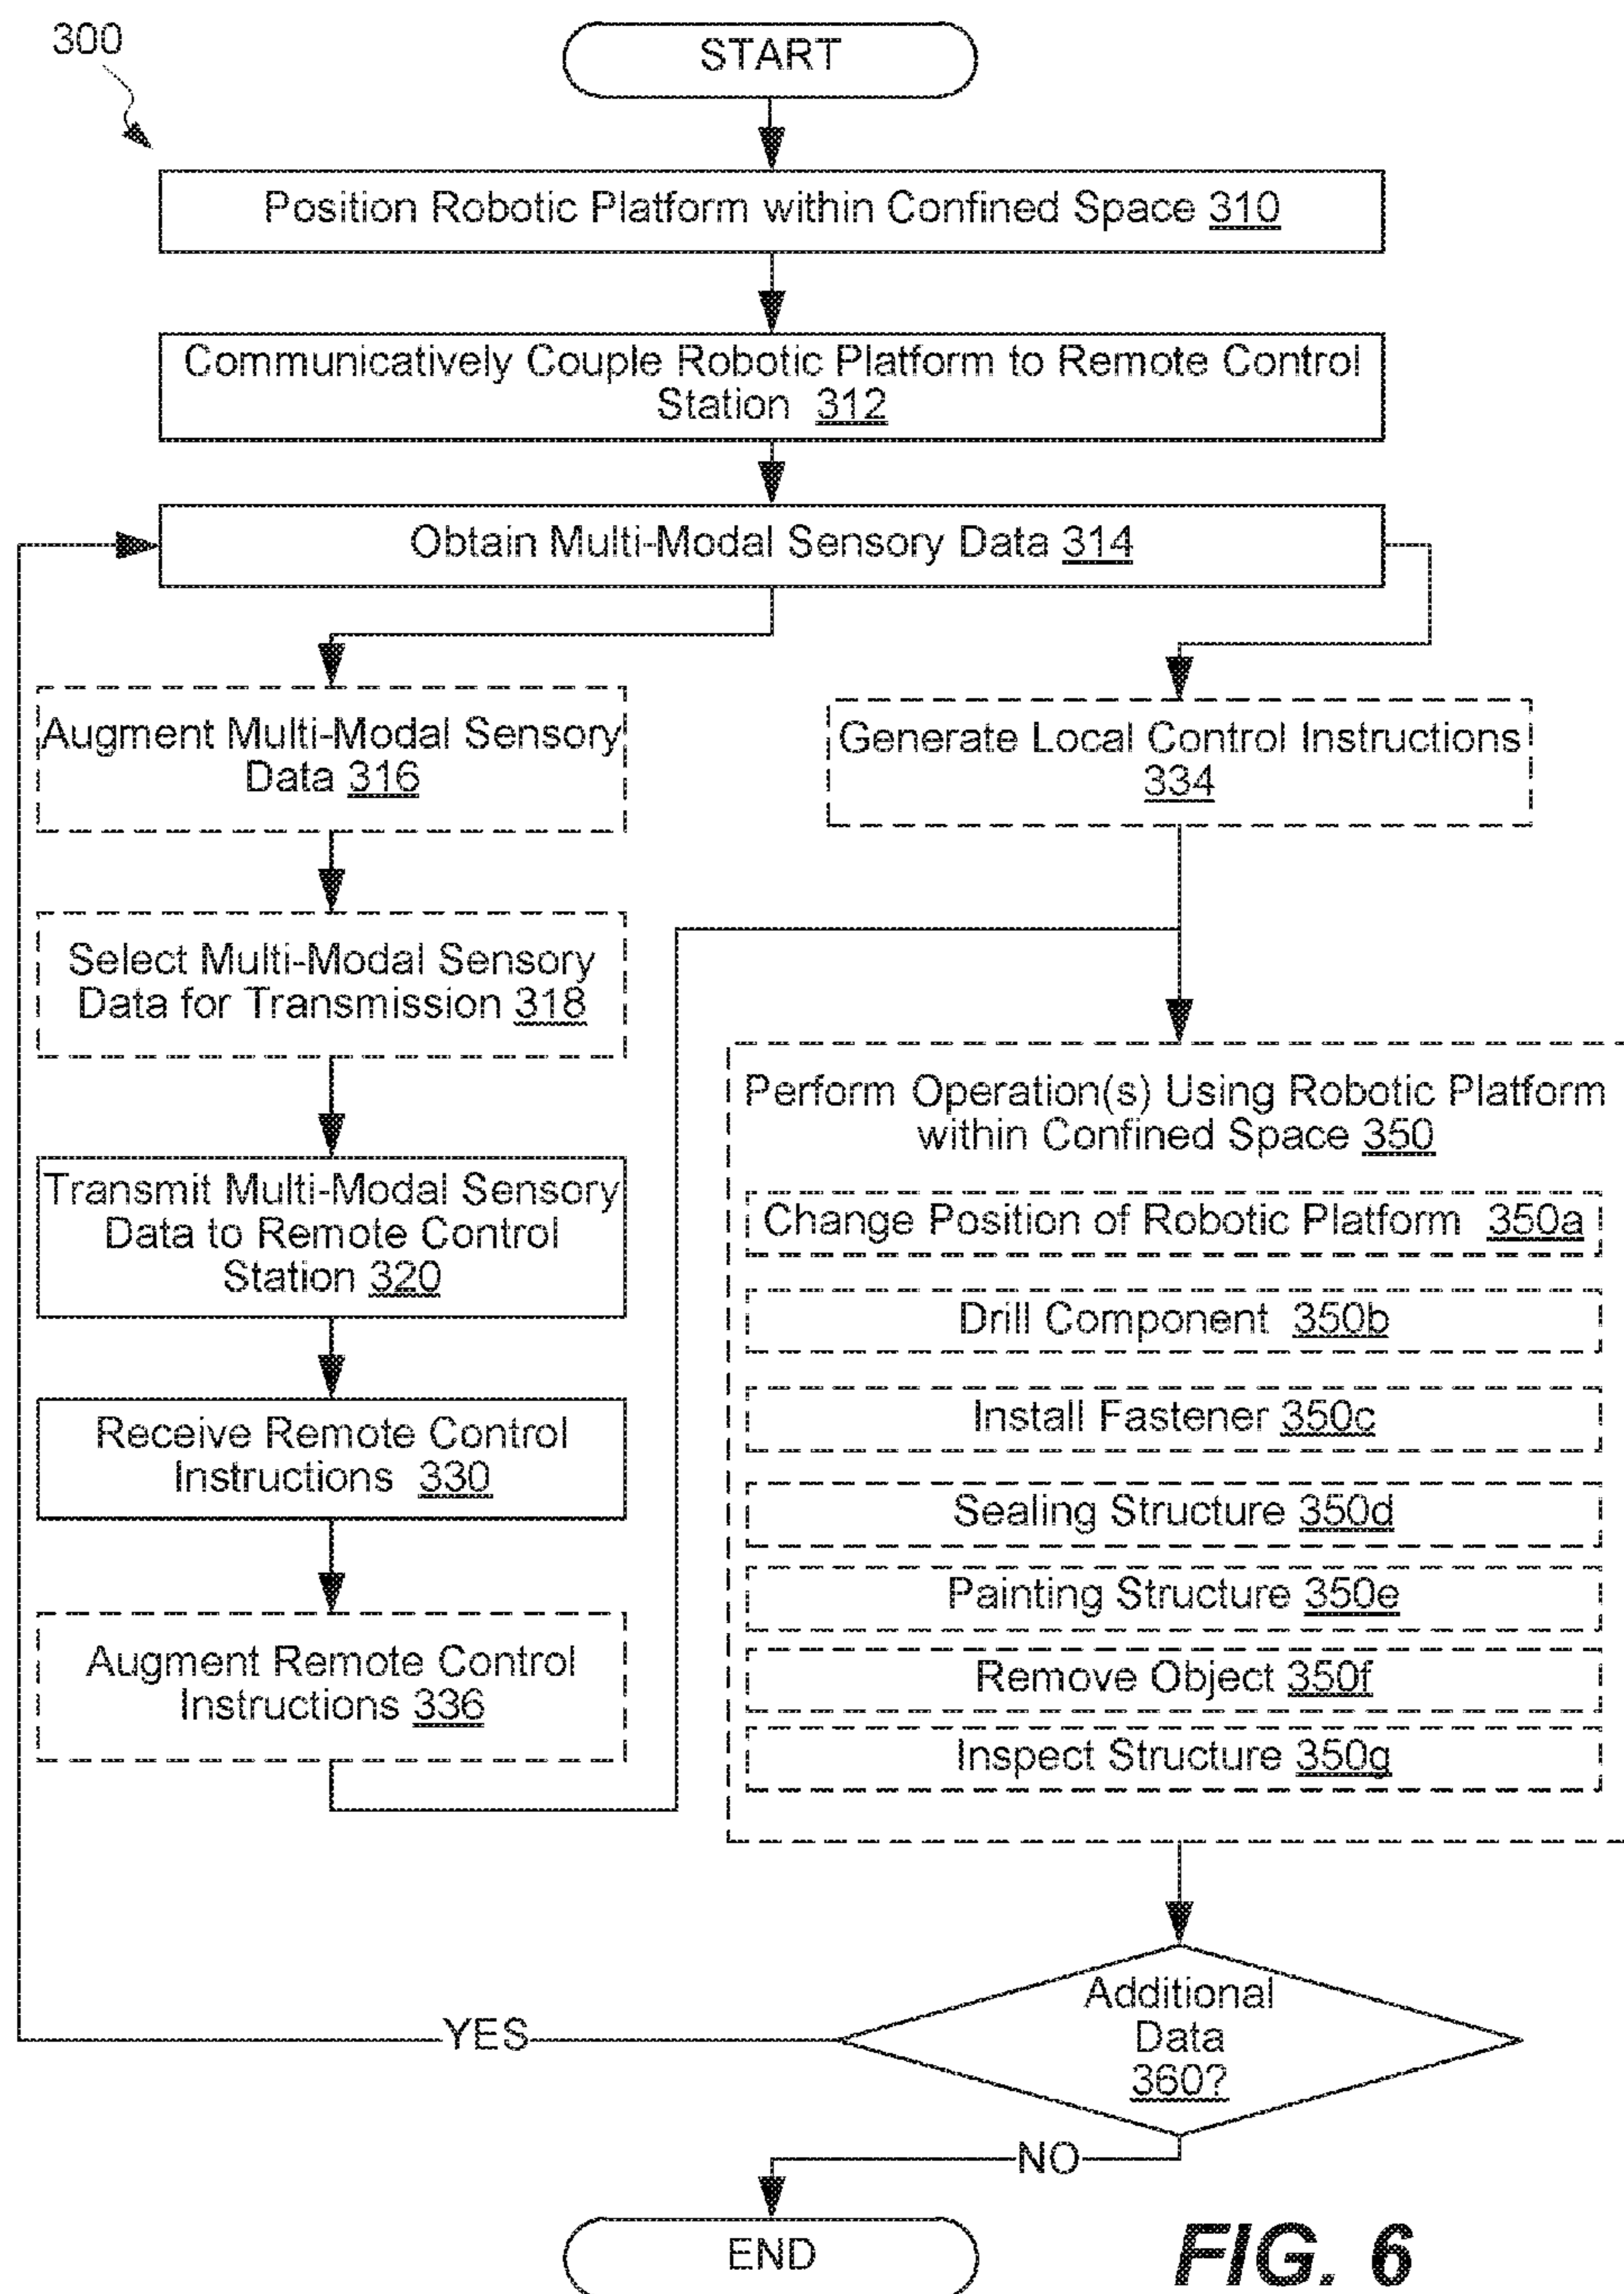 300
START
Position Robotic Platform within Confined Space 310
Communicatively Couple Robotic Platform to Remote Control
Station 312
Obtain Multi-Modal Sensory Data 314
Augment Multi-Modal Sensory
Data 316
Select Multi-Modal Sensory
Data for Transmission 318
Transmit Multi-Modal Sensory
Data to Remote Control
Station 320
Receive Remote Control
Instructions 330
Augment Remote Control
Instructions 336
Generate Local Control Instructions
334
Perform Operation(s) Using Robotic Platform
within Confined Space 350
Change Position of Robotic Platform 350a
Drill Component 350b
Install Fastener 350c
Sealing Structure 350d
Painting Structure 350e
Remove Object 350f
Inspect Structure 350g
Additional
Data
360?
YES
NO
END
FIG. 6